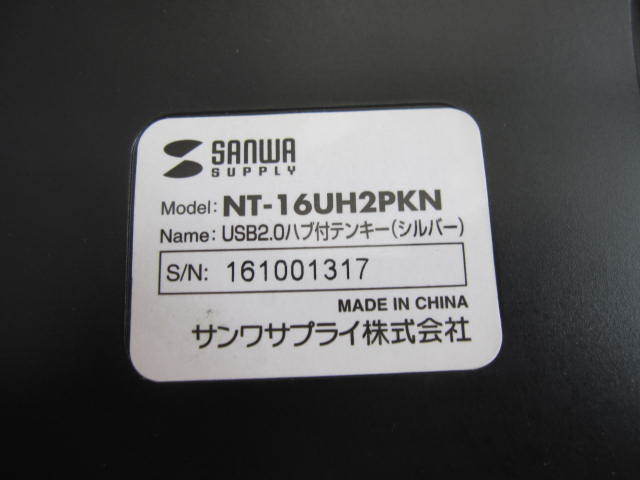 SANWA
SUPPLY
Model: NT-16UH2PKN
Name: USB2.0ハブ付テンキー(シルバー)
S/N: 161001317
MADE IN CHINA
サンワサプライ株式会社